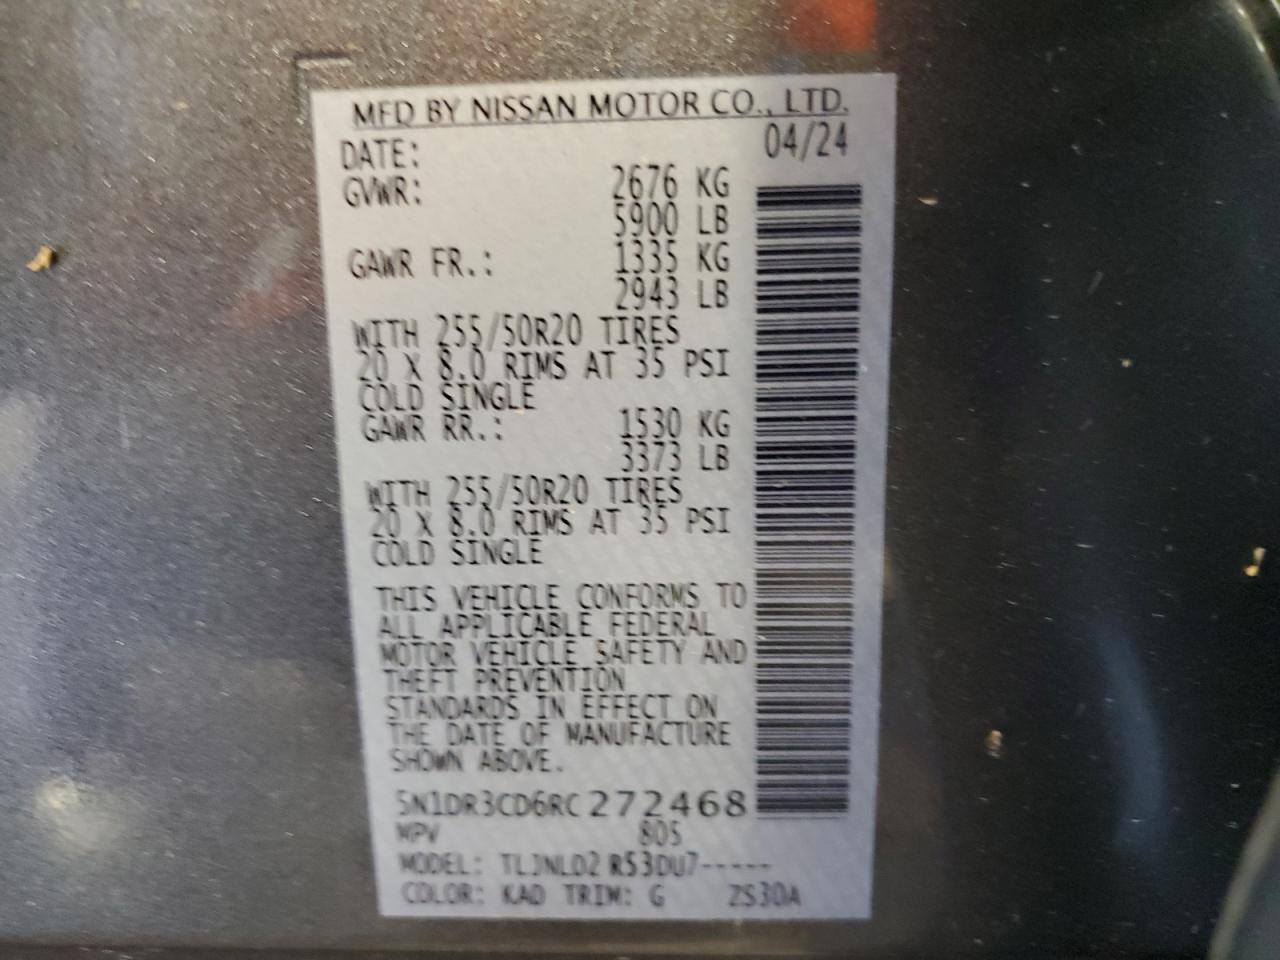 MFD BY NISSAN MOTOR CO., LTD.
DATE: 04/24
GVWR: 2676 KG
5900 LB
GAWR FR.: 1335 KG
2943 LB
WITH 255/50R20 TIRES
20 X 8.0 RIMS AT 35 PSI
COLD SINGLE
GAWR RR.: 1530 KG
3373 LB
WITH 255/50R20 TIRES
20 X 8.0 RIMS AT 35 PSI
COLD SINGLE
THIS VEHICLE CONFORMS TO
ALL APPLICABLE FEDERAL
MOTOR VEHICLE SAFETY AND
THEFT PREVENTION
STANDARDS IN EFFECT ON
THE DATE OF MANUFACTURE
SHOWN ABOVE.
5N1DR3CD6RC272468
MPV 805
MODEL: TLJNLD2 R53DU7-----
COLOR: KAD TRIM: G ZS30A